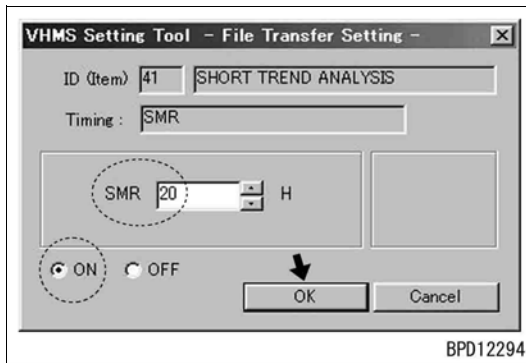 VHMS Setting Tool - File Transfer Setting -
ID (Item) 41 SHORT TREND ANALYSIS
Timing : SMR
SMR 20 H
ON OFF
OK Cancel
BPD12294